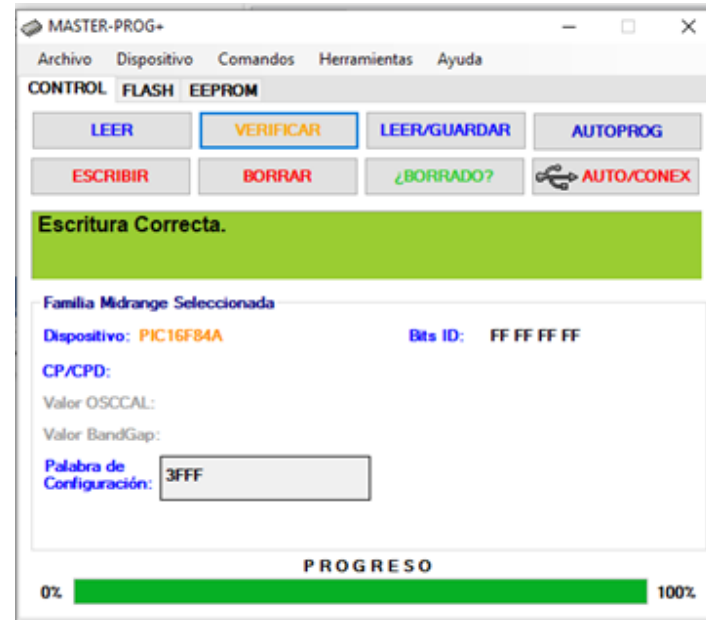 MASTER-PROG+
Archivo Dispositivo Comandos Herramientas Ayuda
CONTROL FLASH EEPROM
LEER VERIFICAR LEER/GUARDAR AUTOPROG
ESCRIBIR BORRAR ¿BORRADO? AUTO/CONEX
Escritura Correcta.
Familia Midrange Seleccionada
Dispositivo: PIC16F84A Bits ID: FF FF FF FF
CP/CPD:
Valor OSCCAL:
Valor BandGap:
Palabra de
Configuración: 3FFF
PROGRESO
0% 100%